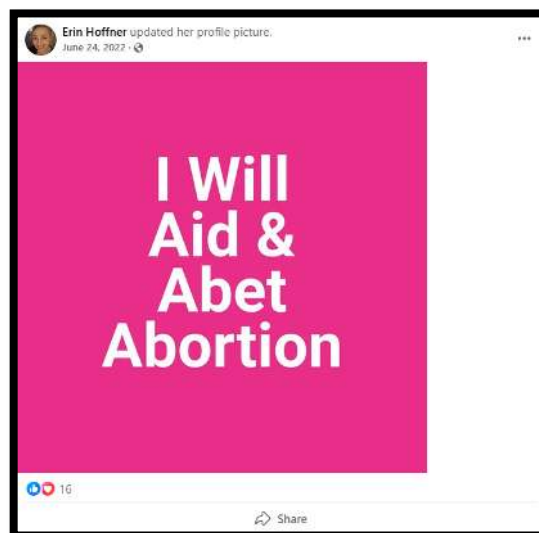 Erin Hoffner updated her profile picture.
June 24, 2022 ·
I Will
Aid &
Abet
Abortion
16
Share